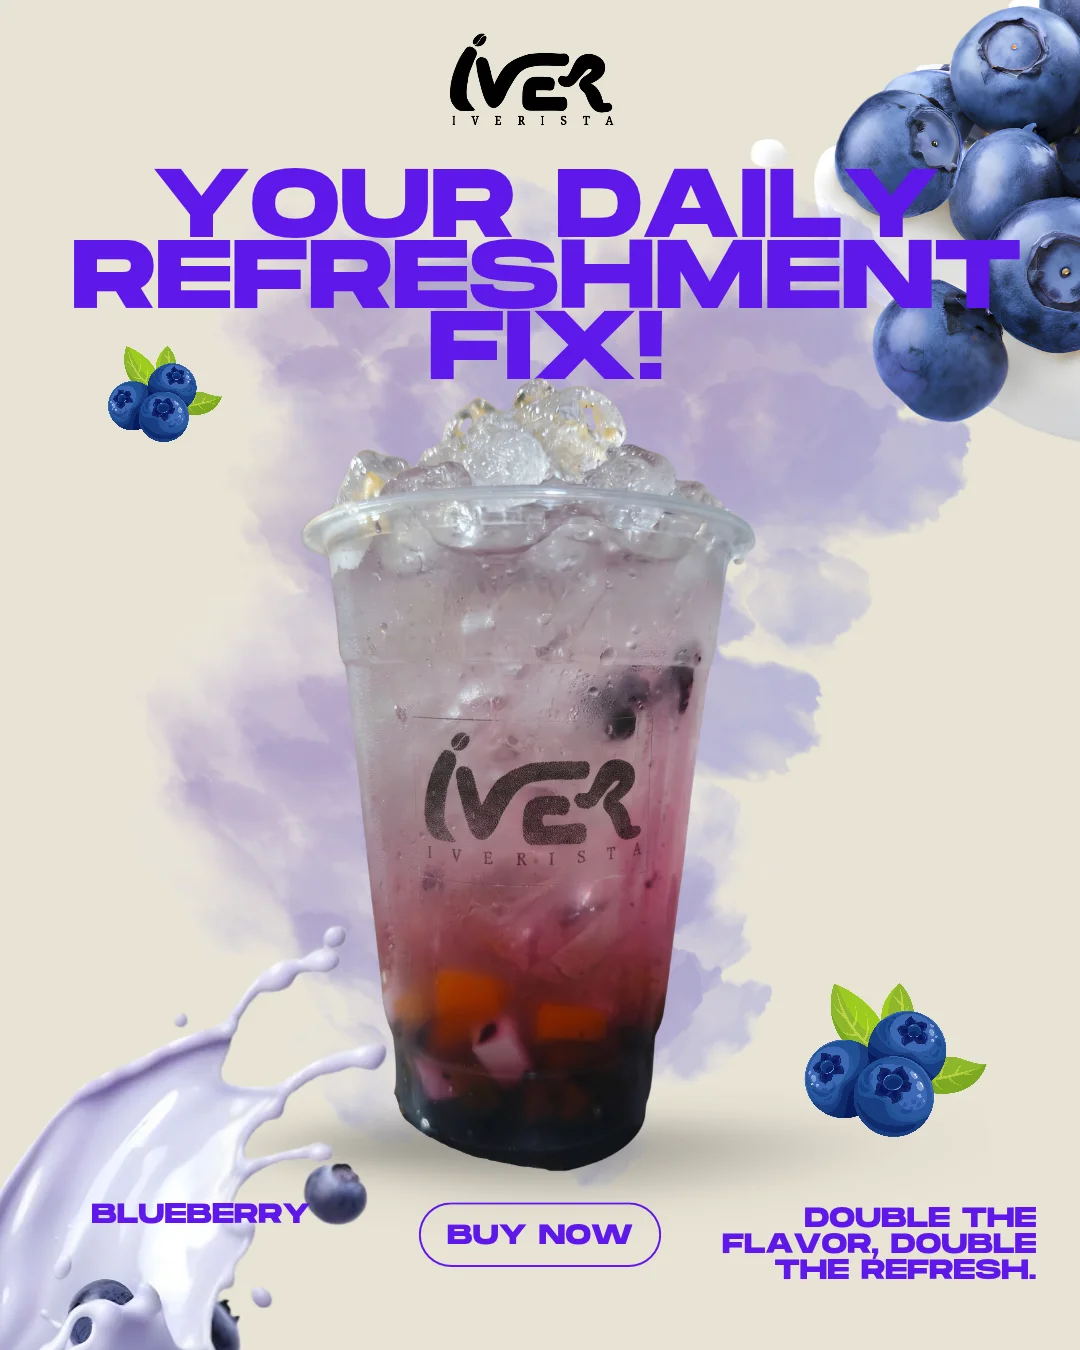 iVER
IVERISTA
YOUR DAILY
REFRESHMENT
FIX!
iVER
IVERISTA
BLUEBERRY
BUY NOW
DOUBLE THE
FLAVOR, DOUBLE
THE REFRESH.